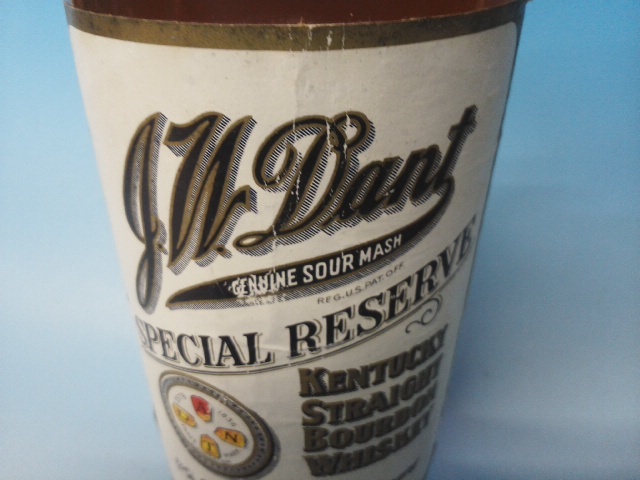 J.W. Dant
GENUINE SOUR MASH
REG. U.S. PAT. OFF.
SPECIAL RESERVE
KENTUCKY
STRAIGHT
BOURBON
WHISKEY
D A N T